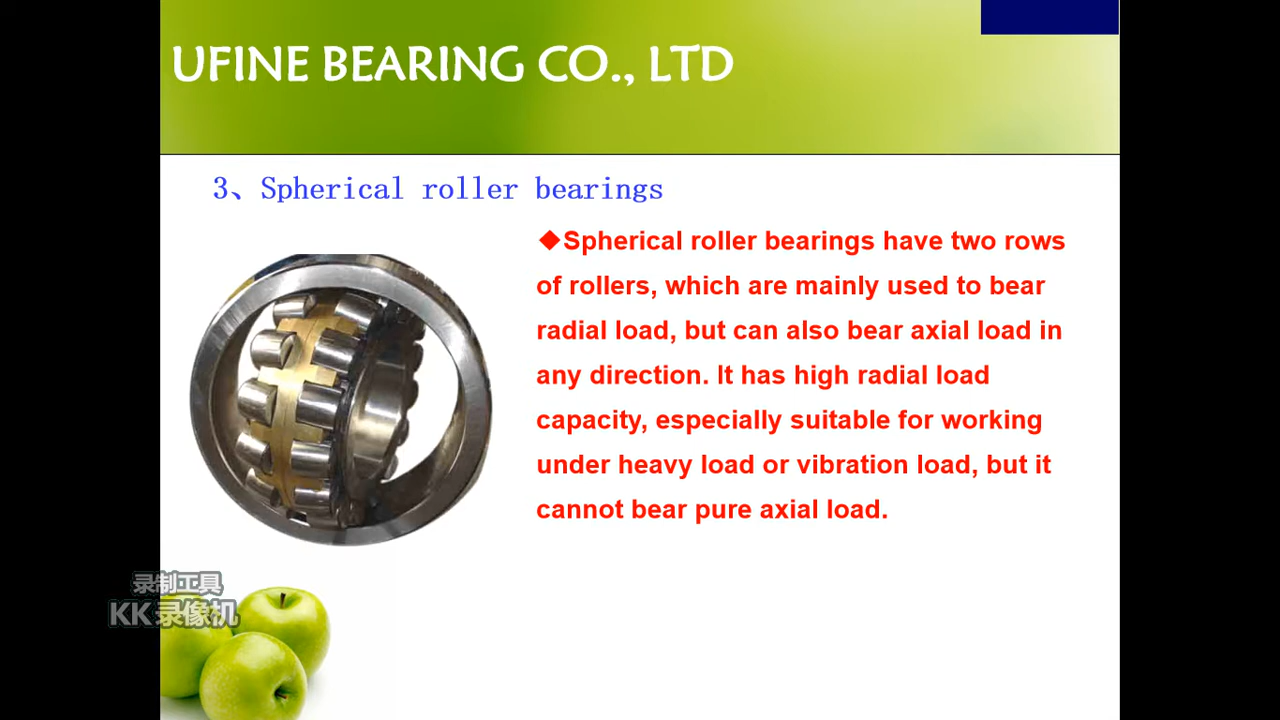 UFINE BEARING CO., LTD
3、Spherical roller bearings
◆Spherical roller bearings have two rows
of rollers, which are mainly used to bear
radial load, but can also bear axial load in
any direction. It has high radial load
capacity, especially suitable for working
under heavy load or vibration load, but it
cannot bear pure axial load.
录制工具
KK录像机